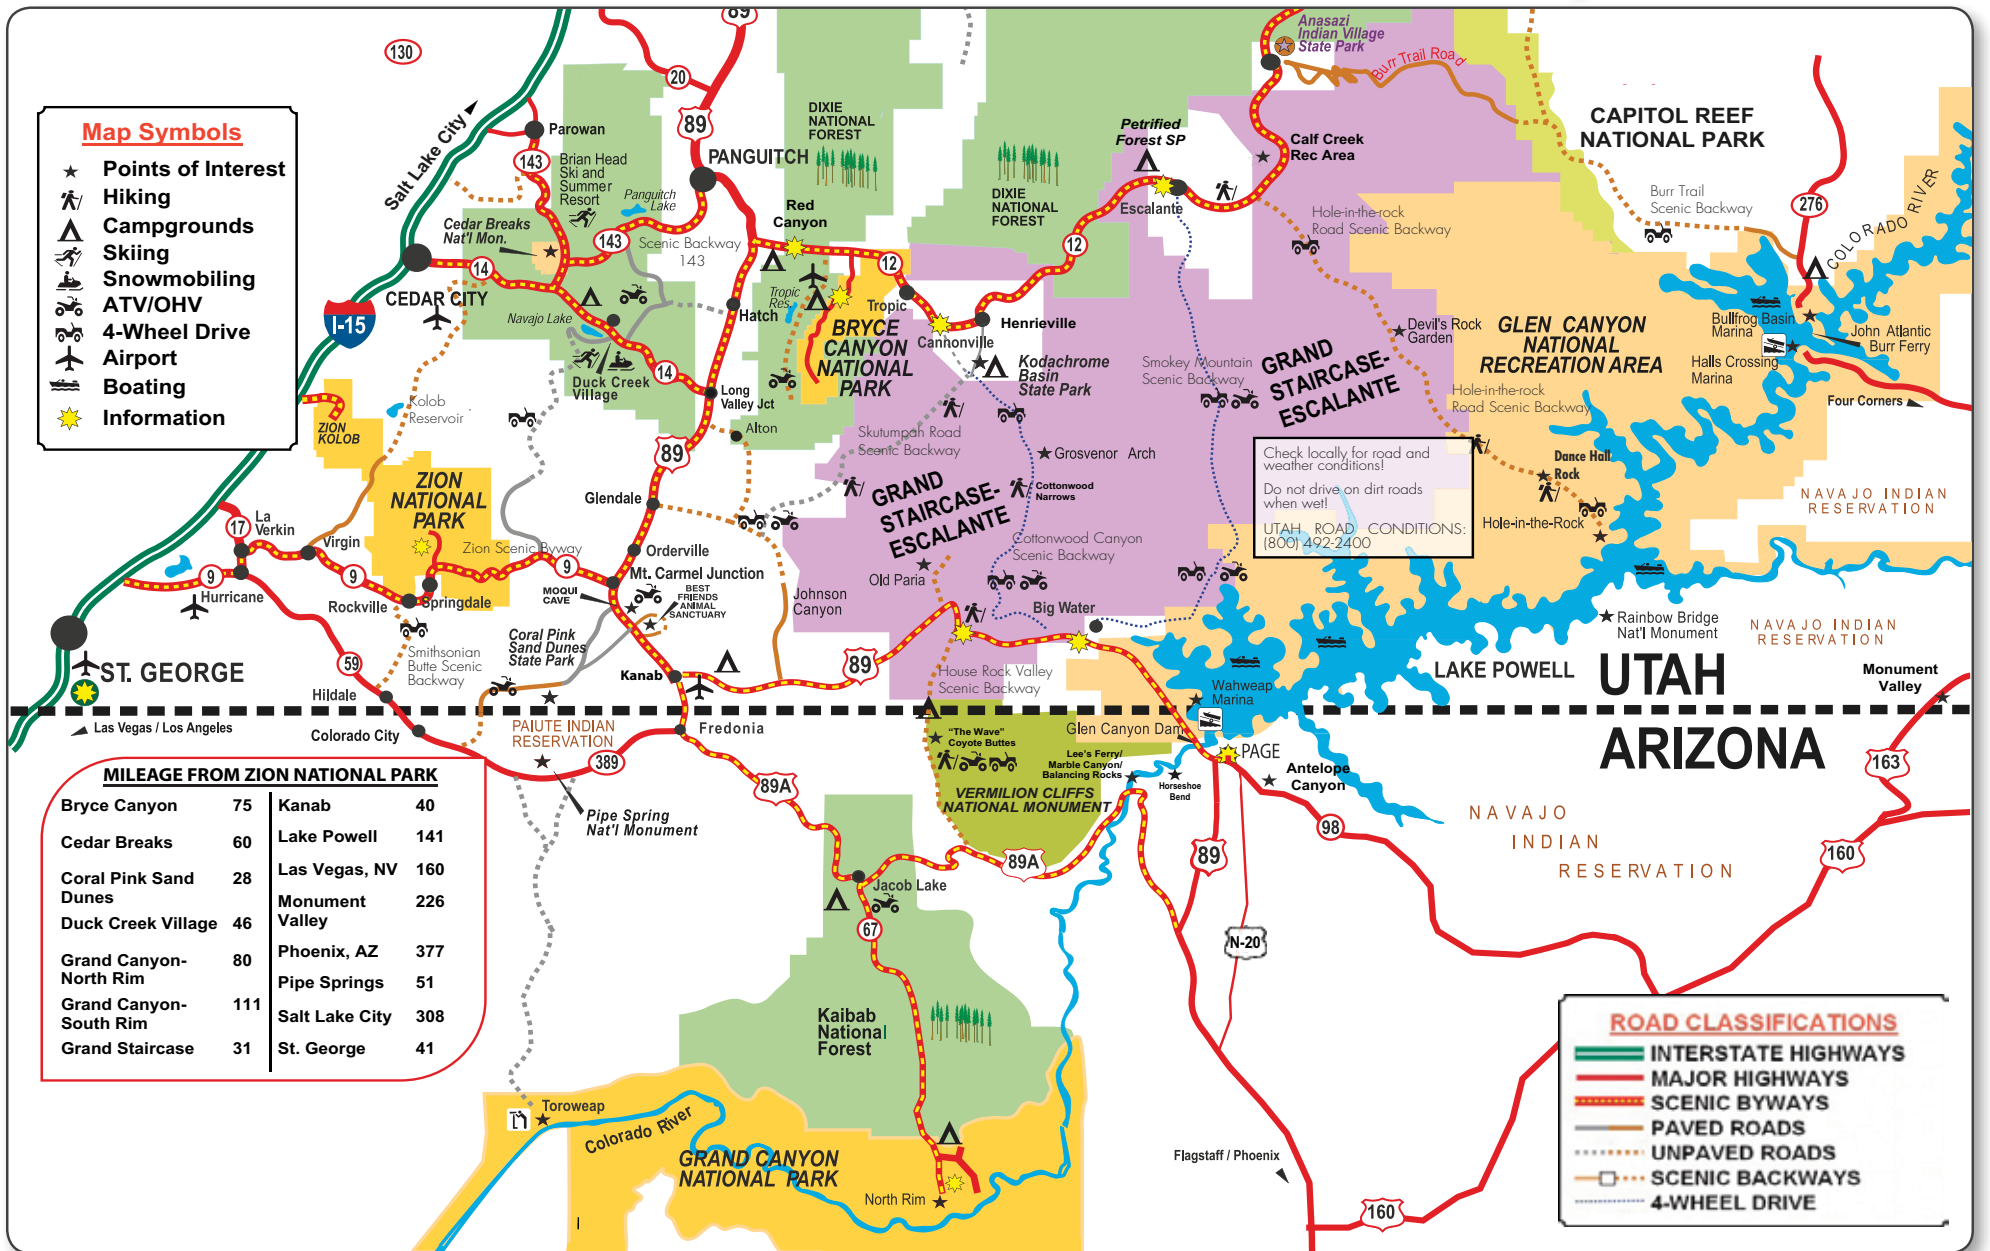 Map Symbols
Points of Interest
Hiking
Campgrounds
Skiing
Snowmobiling
ATV/OHV
4-Wheel Drive
Airport
Boating
Information
130
89
20
Salt Lake City
Parowan
143
Brian Head
Ski and
Summer
Resort
Panguitch
Lake
89
PANGUITCH
DIXIE
NATIONAL
FOREST
DIXIE
NATIONAL
FOREST
Cedar Breaks
Nat'l Mon.
143
Scenic Backway
143
Red
Canyon
14
CEDAR CITY
I-15
Navajo Lake
Duck Creek
Village
14
Hatch
Tropic
Res.
12
Tropic
BRYCE
CANYON
NATIONAL
PARK
Cannonville
Henrieville
Kodachrome
Basin
State Park
12
Petrified
Forest SP
Escalante
Anasazi
Indian Village
State Park
Burr Trail Road
Calf Creek
Rec Area
CAPITOL REEF
NATIONAL PARK
Burr Trail
Scenic Backway
276
COLORADO RIVER
Hole-in-the-rock
Road Scenic Backway
Devil's Rock
Garden
GLEN CANYON
NATIONAL
RECREATION AREA
Bullfrog Basin
Marina
John Atlantic
Burr Ferry
Halls Crossing
Marina
Four Corners
Smokey Mountain
Scenic Backway
GRAND
STAIRCASE-
ESCALANTE
Hole-in-the-rock
Road Scenic Backway
Long
Valley Jct
Alton
Skutumpah Road
Scenic Backway
Grosvenor Arch
Cottonwood
Narrows
GRAND
STAIRCASE-
ESCALANTE
Check locally for road and
weather conditions!
Do not drive on dirt roads
when wet!
UTAH ROAD CONDITIONS:
(800) 492-2400
Dance Hall
Rock
Hole-in-the-Rock
NAVAJO INDIAN
RESERVATION
ZION
KOLOB
Kolob
Reservoir
ZION
NATIONAL
PARK
89
Glendale
Orderville
La
Verkin
17
Virgin
Zion Scenic Byway
9
9
9
Hurricane
Rockville
Springdale
Mt. Carmel Junction
MOQUI
CAVE
BEST
FRIENDS
ANIMAL
SANCTUARY
Johnson
Canyon
Old Paria
Cottonwood Canyon
Scenic Backway
Big Water
Rainbow Bridge
Nat'l Monument
NAVAJO INDIAN
RESERVATION
ST. GEORGE
59
Smithsonian
Butte Scenic
Backway
Coral Pink
Sand Dunes
State Park
Kanab
89
House Rock Valley
Scenic Backway
Wahweap
Marina
LAKE POWELL
UTAH
Monument
Valley
Hildale
Las Vegas / Los Angeles
Colorado City
PAIUTE INDIAN
RESERVATION
Fredonia
389
Pipe Spring
Nat'l Monument
"The Wave"
Coyote Buttes
Glen Canyon Dam
Lee's Ferry/
Marble Canyon/
Balancing Rocks
VERMILION CLIFFS
NATIONAL MONUMENT
Horseshoe
Bend
PAGE
Antelope
Canyon
ARIZONA
163
MILEAGE FROM ZION NATIONAL PARK
Bryce Canyon 75
Cedar Breaks 60
Coral Pink Sand
Dunes 28
Duck Creek Village 46
Grand Canyon-
North Rim 80
Grand Canyon-
South Rim 111
Grand Staircase 31
Kanab 40
Lake Powell 141
Las Vegas, NV 160
Monument
Valley 226
Phoenix, AZ 377
Pipe Springs 51
Salt Lake City 308
St. George 41
89A
89A
Jacob Lake
67
89
98
N-20
NAVAJO
INDIAN
RESERVATION
160
Kaibab
National
Forest
Toroweap
Colorado River
GRAND CANYON
NATIONAL PARK
North Rim
Flagstaff / Phoenix
160
ROAD CLASSIFICATIONS
INTERSTATE HIGHWAYS
MAJOR HIGHWAYS
SCENIC BYWAYS
PAVED ROADS
UNPAVED ROADS
SCENIC BACKWAYS
4-WHEEL DRIVE